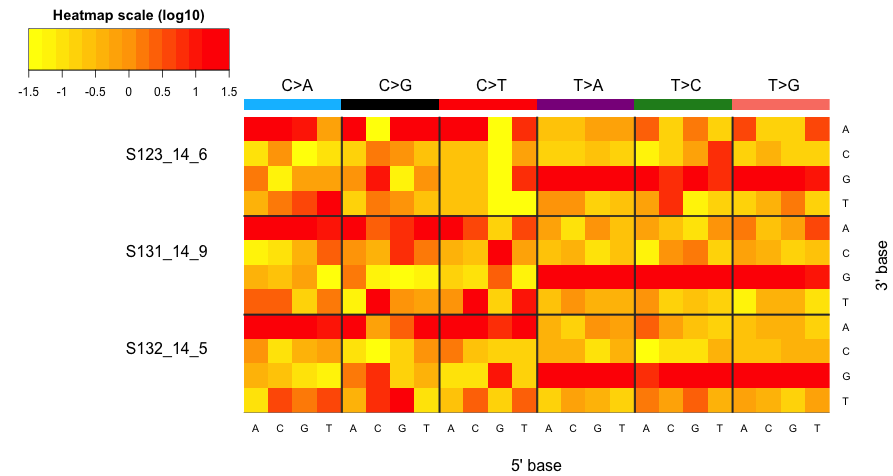 Heatmap scale (log10)
-1.5 -1 -0.5 0 0.5 1 1.5
C>A C>G C>T T>A T>C T>G
A
S123_14_6
C
G
T
A
S131_14_9
C
G
T
A
S132_14_5
C
G
T
3' base
A C G T A C G T A C G T A C G T A C G T A C G T
5' base